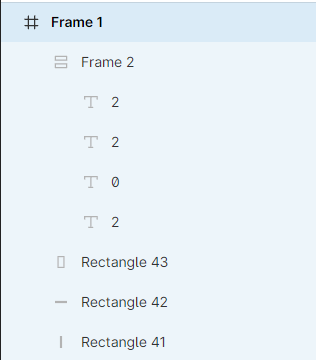 Frame 1
Frame 2
2
2
0
2
Rectangle 43
Rectangle 42
Rectangle 41